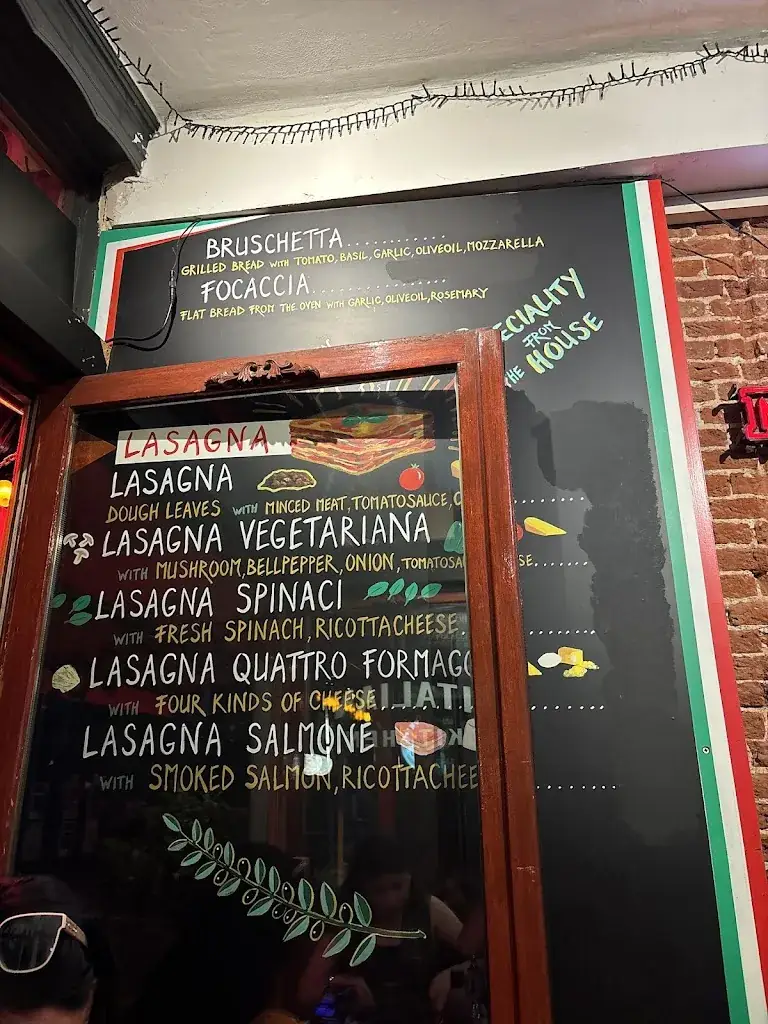 BRUSCHETTA............
GRILLED BREAD WITH TOMATO, BASIL, GARLIC, OLIVEOIL, MOZZARELLA
FOCACCIA...............
FLAT BREAD FROM THE OVEN WITH GARLIC, OLIVEOIL, ROSEMARY
FROM
THE HOUSE
LASAGNA
LASAGNA
DOUGH LEAVES WITH MINCED MEAT, TOMATOSAUCE,
LASAGNA VEGETARIANA
WITH MUSHROOM, BELLPEPPER, ONION,
LASAGNA SPINACI
WITH FRESH SPINACH, RICOTTACHEESE.
LASAGNA QUATTRO
WITH FOUR KINDS OF CHEESE.
LASAGNA SALMONE
WITH SMOKED SALMON,